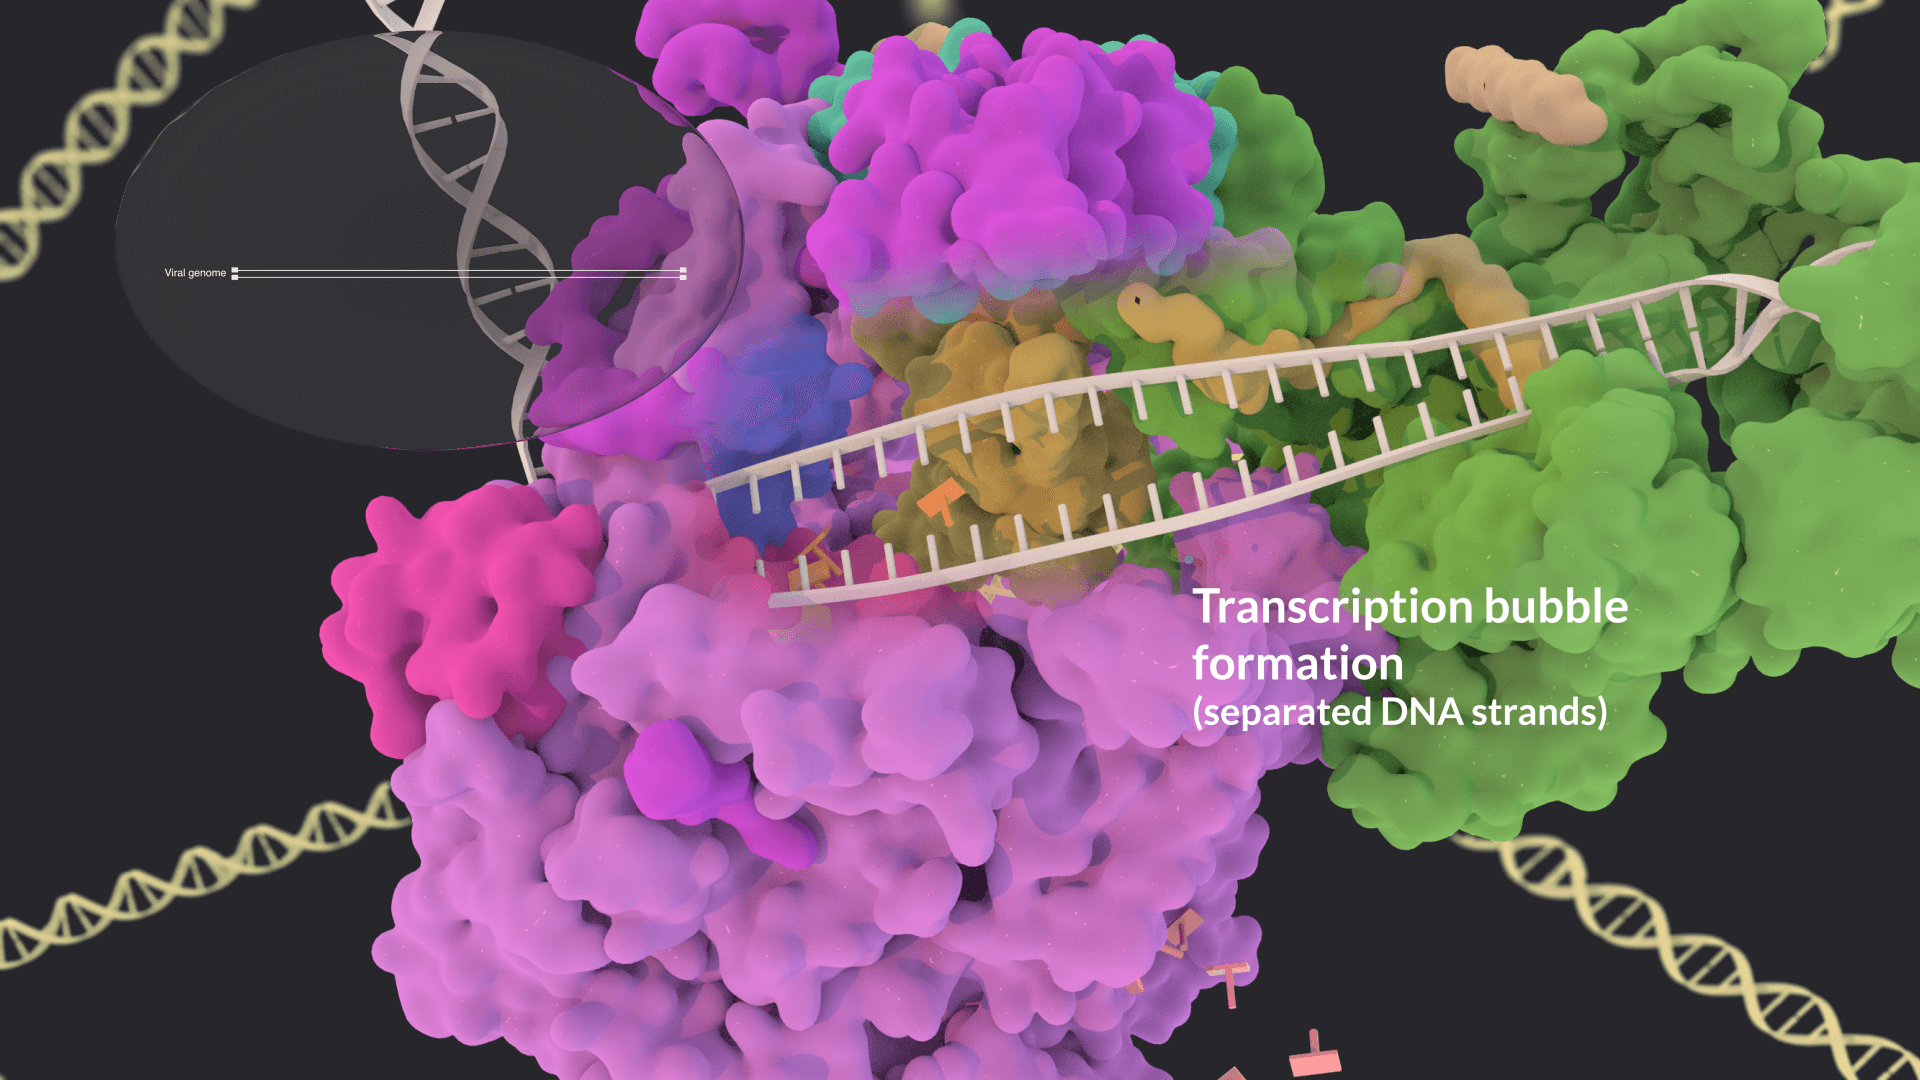 Viral genome
Transcription bubble
formation
(separated DNA strands)